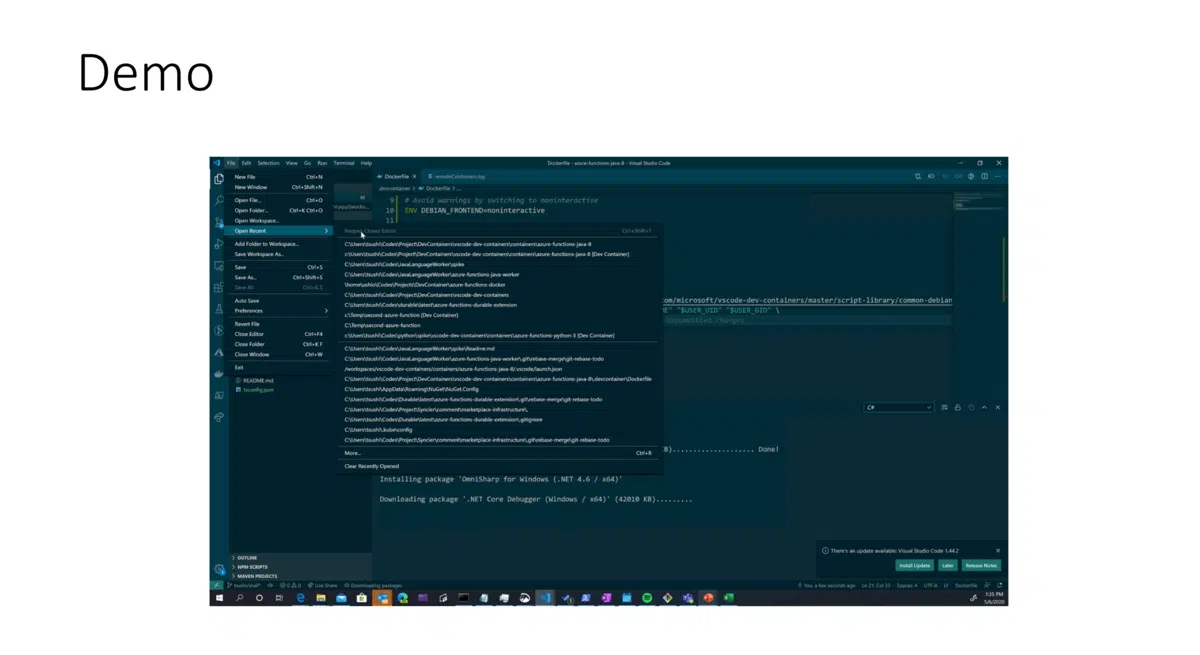 Demo
File Edit Selection View Go Run Terminal Help
Dockerfile - azure-functions-java-8 - Visual Studio Code
New File Ctrl+N
New Window Ctrl+Shift+N
Open File... Ctrl+O
Open Folder... Ctrl+K Ctrl+O
Open Workspace...
Open Recent
Add Folder to Workspace...
Save Workspace As...
Save Ctrl+S
Save As... Ctrl+Shift+S
Save All Ctrl+K S
Auto Save
Preferences
Revert File
Close Editor Ctrl+F4
Close Folder Ctrl+K F
Close Window Ctrl+W
Exit
README.md
tsconfig.json
OUTLINE
NPM SCRIPTS
MAVEN PROJECTS
Dockerfile
.devcontainer > Dockerfile > ...
9 # Avoid warnings by switching to noninteractive
10 ENV DEBIAN_FRONTEND=noninteractive
11
Reopen Closed Editor Ctrl+Shift+T
C:\Users\tsushi\Codes\Project\DevContainers\vscode-dev-containers\containers\azure-functions-java-8
c:\Users\tsushi\Codes\Project\DevContainers\vscode-dev-containers\containers\azure-functions-java-8 [Dev Container]
C:\Users\tsushi\Codes\JavaLanguageWorker\spike
C:\Users\tsushi\Codes\JavaLanguageWorker\azure-functions-java-worker
\home\ushio\Codes\Project\DevContainers\azure-functions-docker
C:\Users\tsushi\Codes\Project\DevContainers\vscode-dev-containers
C:\Users\tsushi\Codes\durable\latest\azure-functions-durable-extension
c:\Temp\second-azure-function [Dev Container]
C:\Temp\second-azure-function
c:\Users\tsushi\Codes\python\spike\vscode-dev-containers\containers\azure-functions-python-3 [Dev Container]
C:\Users\tsushi\Codes\JavaLanguageWorker\spike\Readme.md
C:\Users\tsushi\Codes\JavaLanguageWorker\azure-functions-java-worker\.git\rebase-merge\git-rebase-todo
/workspaces/vscode-dev-containers/containers/azure-functions-java-8/.vscode/launch.json
C:\Users\tsushi\Codes\Project\DevContainers\vscode-dev-containers\containers\azure-functions-java-8\.devcontainer\Dockerfile
C:\Users\tsushi\AppData\Roaming\NuGet\NuGet.Config
C:\Users\tsushi\Codes\Durable\latest\azure-functions-durable-extension\.git\rebase-merge\git-rebase-todo
C:\Users\tsushi\Codes\Project\Syncier\comment\marketplace-infrastructure\.
C:\Users\tsushi\Codes\Durable\latest\azure-functions-durable-extension\.gitignore
C:\Users\tsushi\.kube\config
C:\Users\tsushi\Codes\Project\Syncier\comment\marketplace-infrastructure\.git\rebase-merge\git-rebase-todo
More... Ctrl+R
Clear Recently Opened
com/microsoft/vscode-dev-containers/master/script-library/common-debian
"$USER_UID" "$USER_GID" \
C#
Done!
Installing package 'OmniSharp for Windows (.NET 4.6 / x64)'
Downloading package '.NET Core Debugger (Windows / x64)' (42010 KB).........
There's an update available: Visual Studio Code 1.44.2
Install Update Later Release Notes
Live Share Downloading packages
You, a few seconds ago Ln 21, Col 33 Spaces: 4 UTF-8 LF Dockerfile
1:35 PM
5/6/2020